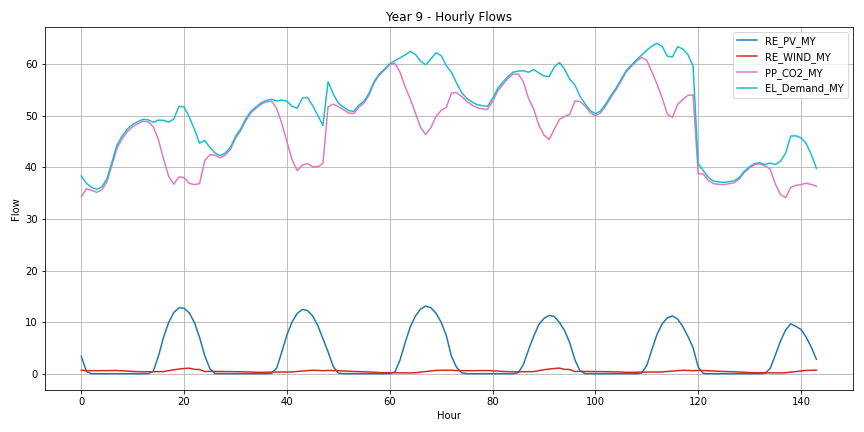 Year 9 - Hourly Flows
RE_PV_MY
RE_WIND_MY
PP_CO2_MY
EL_Demand_MY
Flow
60
50
40
30
20
10
0
0 20 40 60 80 100 120 140
Hour